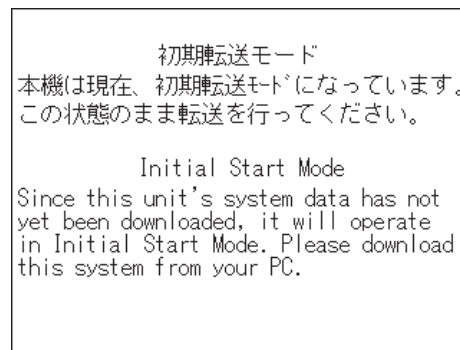 初期転送モード
本機は現在、初期転送ﾓｰﾄﾞになっています。
この状態のまま転送を行ってください。
Initial Start Mode
Since this unit's system data has not
yet been downloaded, it will operate
in Initial Start Mode. Please download
this system from your PC.